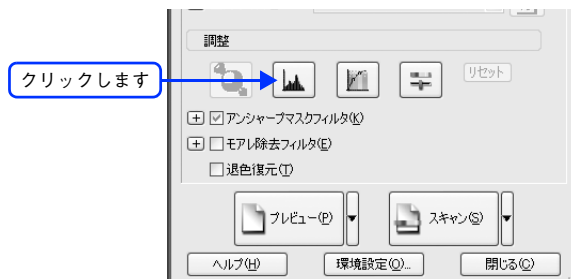 調整
クリックします
リセット
アンシャープマスクフィルタ(K)
モアレ除去フィルタ(E)
退色復元(T)
プレビュー(P)
スキャン(S)
ヘルプ(H)
環境設定(O)...
閉じる(C)